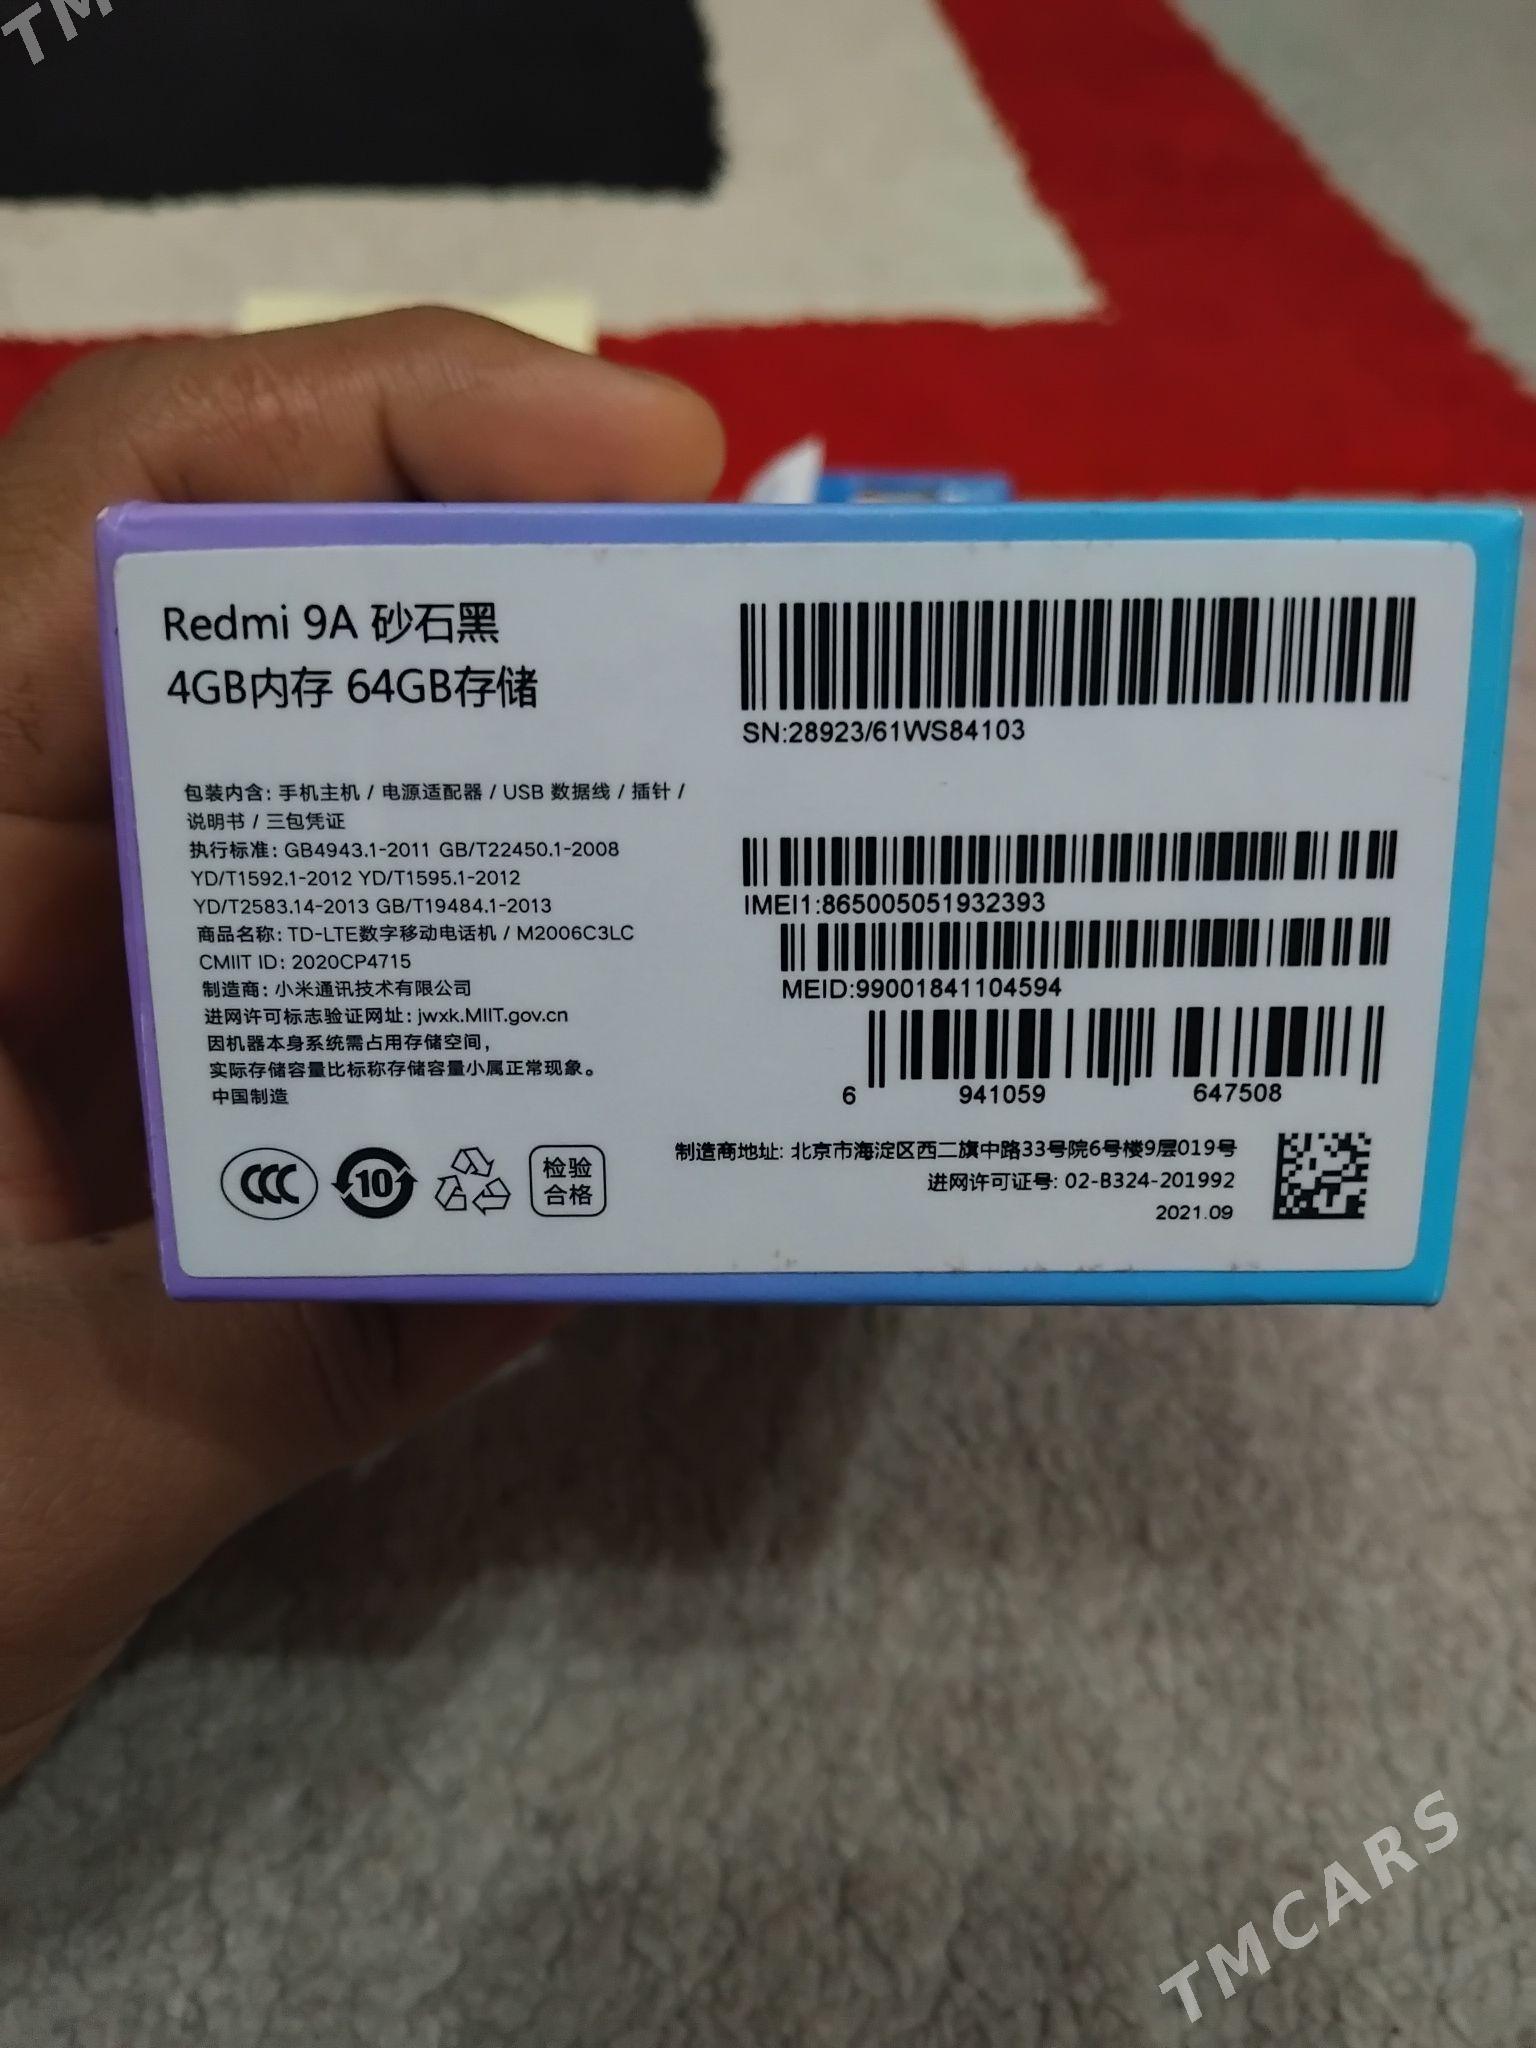 TM
Redmi 9A 砂石黑
4GB内存 64GB存储
包装内含: 手机主机 / 电源适配器 / USB 数据线 / 插针 /
说明书 / 三包凭证
执行标准: GB4943.1-2011 GB/T22450.1-2008
YD/T1592.1-2012 YD/T1595.1-2012
YD/T2583.14-2013 GB/T19484.1-2013
商品名称: TD-LTE数字移动电话机 / M2006C3LC
CMIIT ID: 2020CP4715
制造商: 小米通讯技术有限公司
进网许可标志验证网址: jwxk.MIIT.gov.cn
因机器本身系统需占用存储空间，
实际存储容量比标称存储容量小属正常现象。
中国制造
CCC
10
检验
合格
SN:28923/61WS84103
IMEI1:865005051932393
MEID:99001841104594
6 941059 647508
制造商地址: 北京市海淀区西二旗中路33号院6号楼9层019号
进网许可证号: 02-B324-201992
2021.09
TMCARS